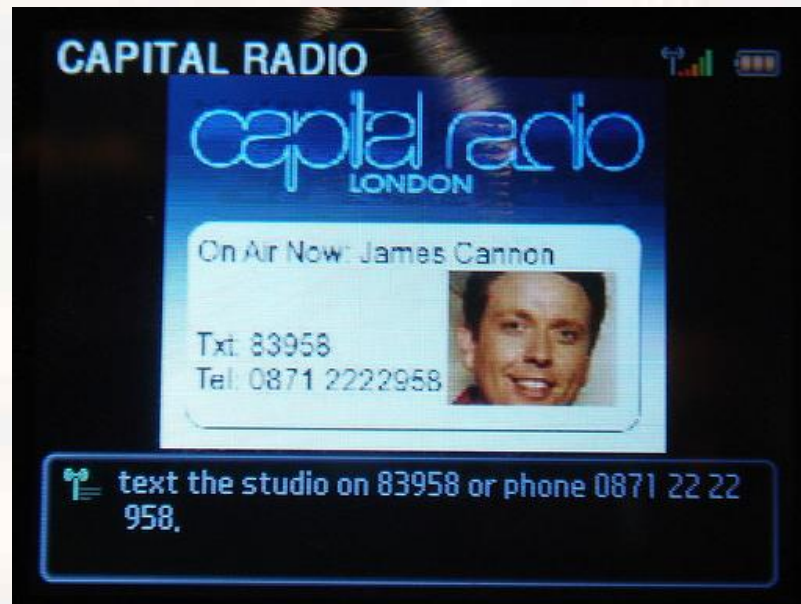 CAPITAL RADIO
capital radio
LONDON
On Air Now: James Cannon
Txt: 83958
Tel: 0871 2222958
text the studio on 83958 or phone 0871 22 22
958.